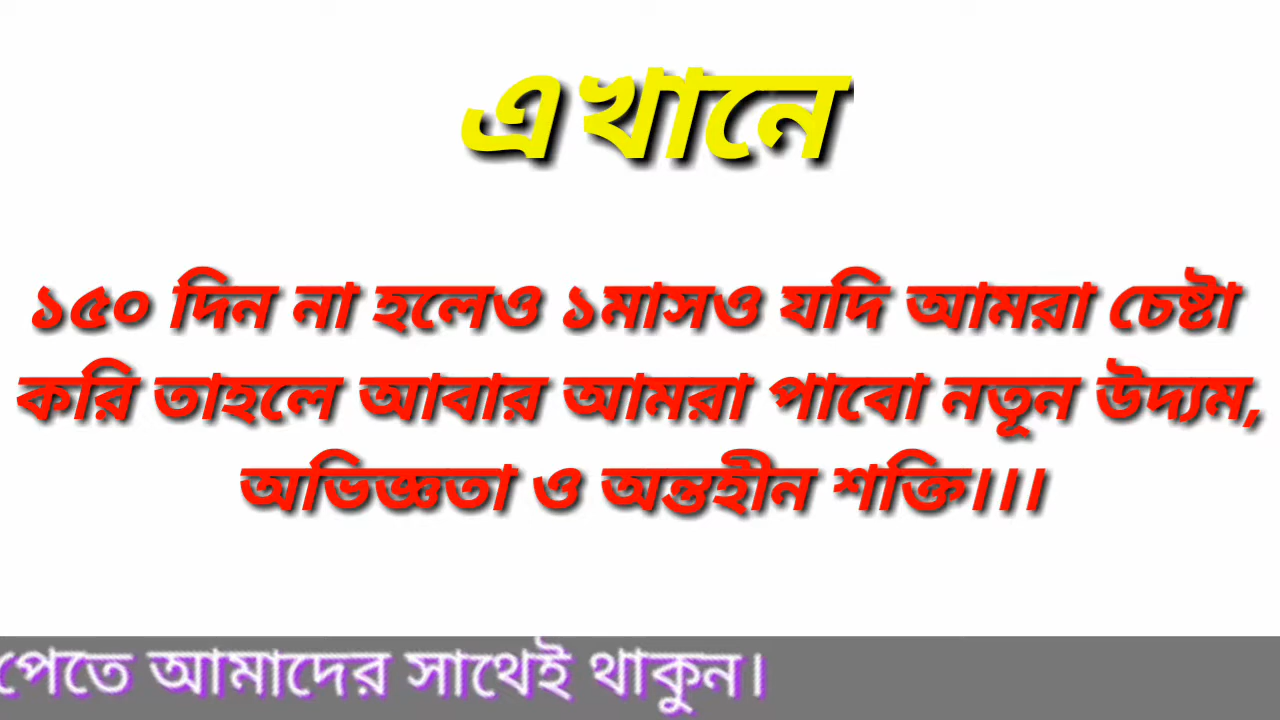 এখানে
১৫০ দিন না হলেও ১মাসও যদি আমরা চেষ্টা
করি তাহলে আবার আমরা পাবো নতূন উদ্যম,
অভিজ্ঞতা ও অন্তহীন শক্তি।।।
পেতে আমাদের সাথেই থাকুন।